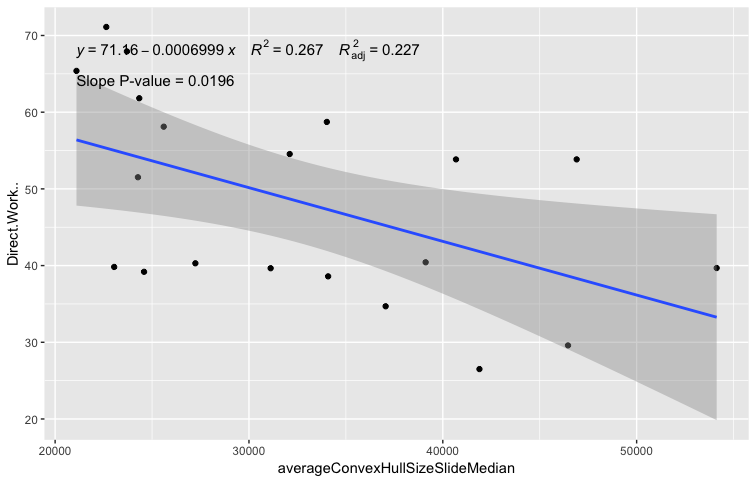 y = 71.16 – 0.0006999 x R² = 0.267 R²adj = 0.227
Slope P-value = 0.0196
70
60
50
40
30
20
Direct.Work..
20000 30000 40000 50000
averageConvexHullSizeSlideMedian